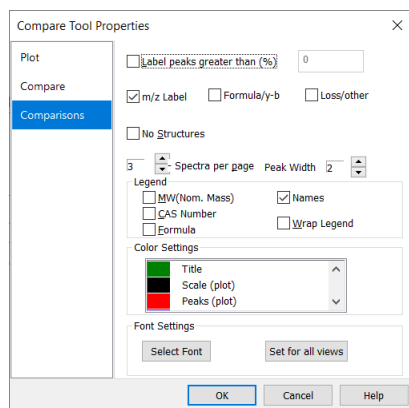 Compare Tool Properties
Plot
Compare
Comparisons
Label peaks greater than (%)
0
m/z Label
Formula/y-b
Loss/other
No Structures
3 - Spectra per page Peak Width 2
Legend
MW(Nom. Mass)
Names
CAS Number
Formula
Wrap Legend
Color Settings
Title
Scale (plot)
Peaks (plot)
Font Settings
Select Font
Set for all views
OK
Cancel
Help